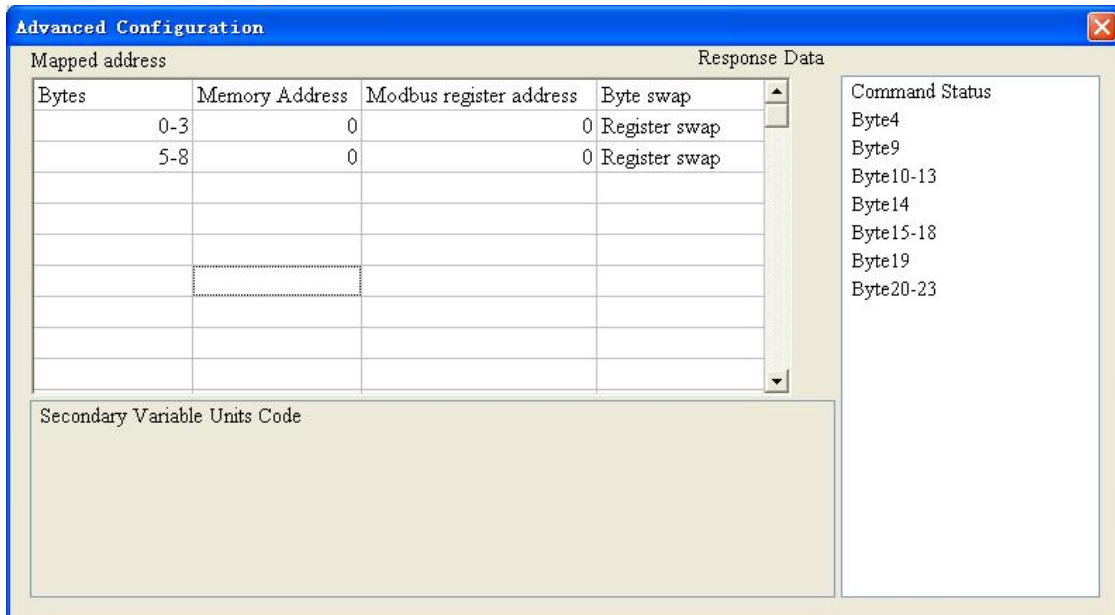 Advanced Configuration
Mapped address
Response Data
Bytes Memory Address Modbus register address Byte swap
0-3 0 0 Register swap
5-8 0 0 Register swap
Secondary Variable Units Code
Command Status
Byte4
Byte9
Byte10-13
Byte14
Byte15-18
Byte19
Byte20-23